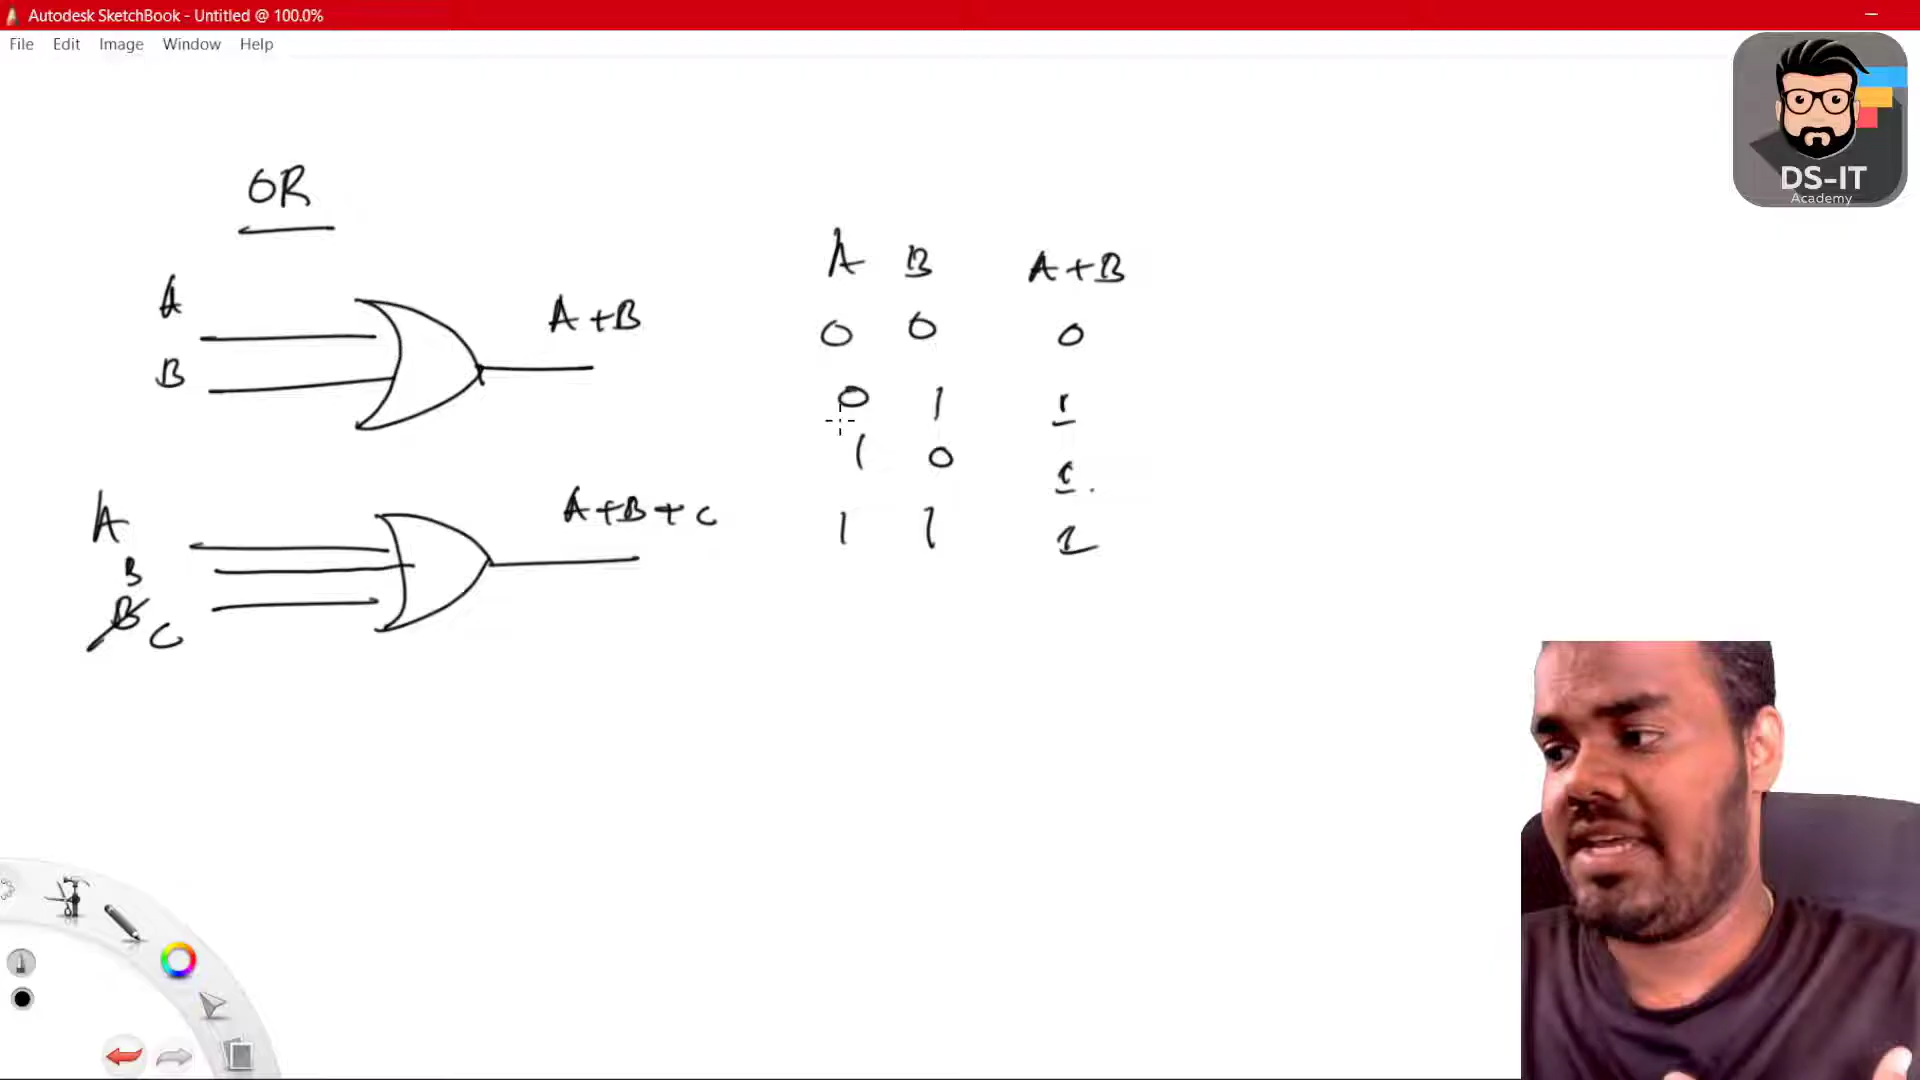 Autodesk SketchBook - Untitled @ 100.0%
File Edit Image Window Help
DS-IT
Academy
OR
A
B
A+B
A
B
B C
A+B+C
A B A+B
0 0 0
0 1 1
1 0 1
1 1 1